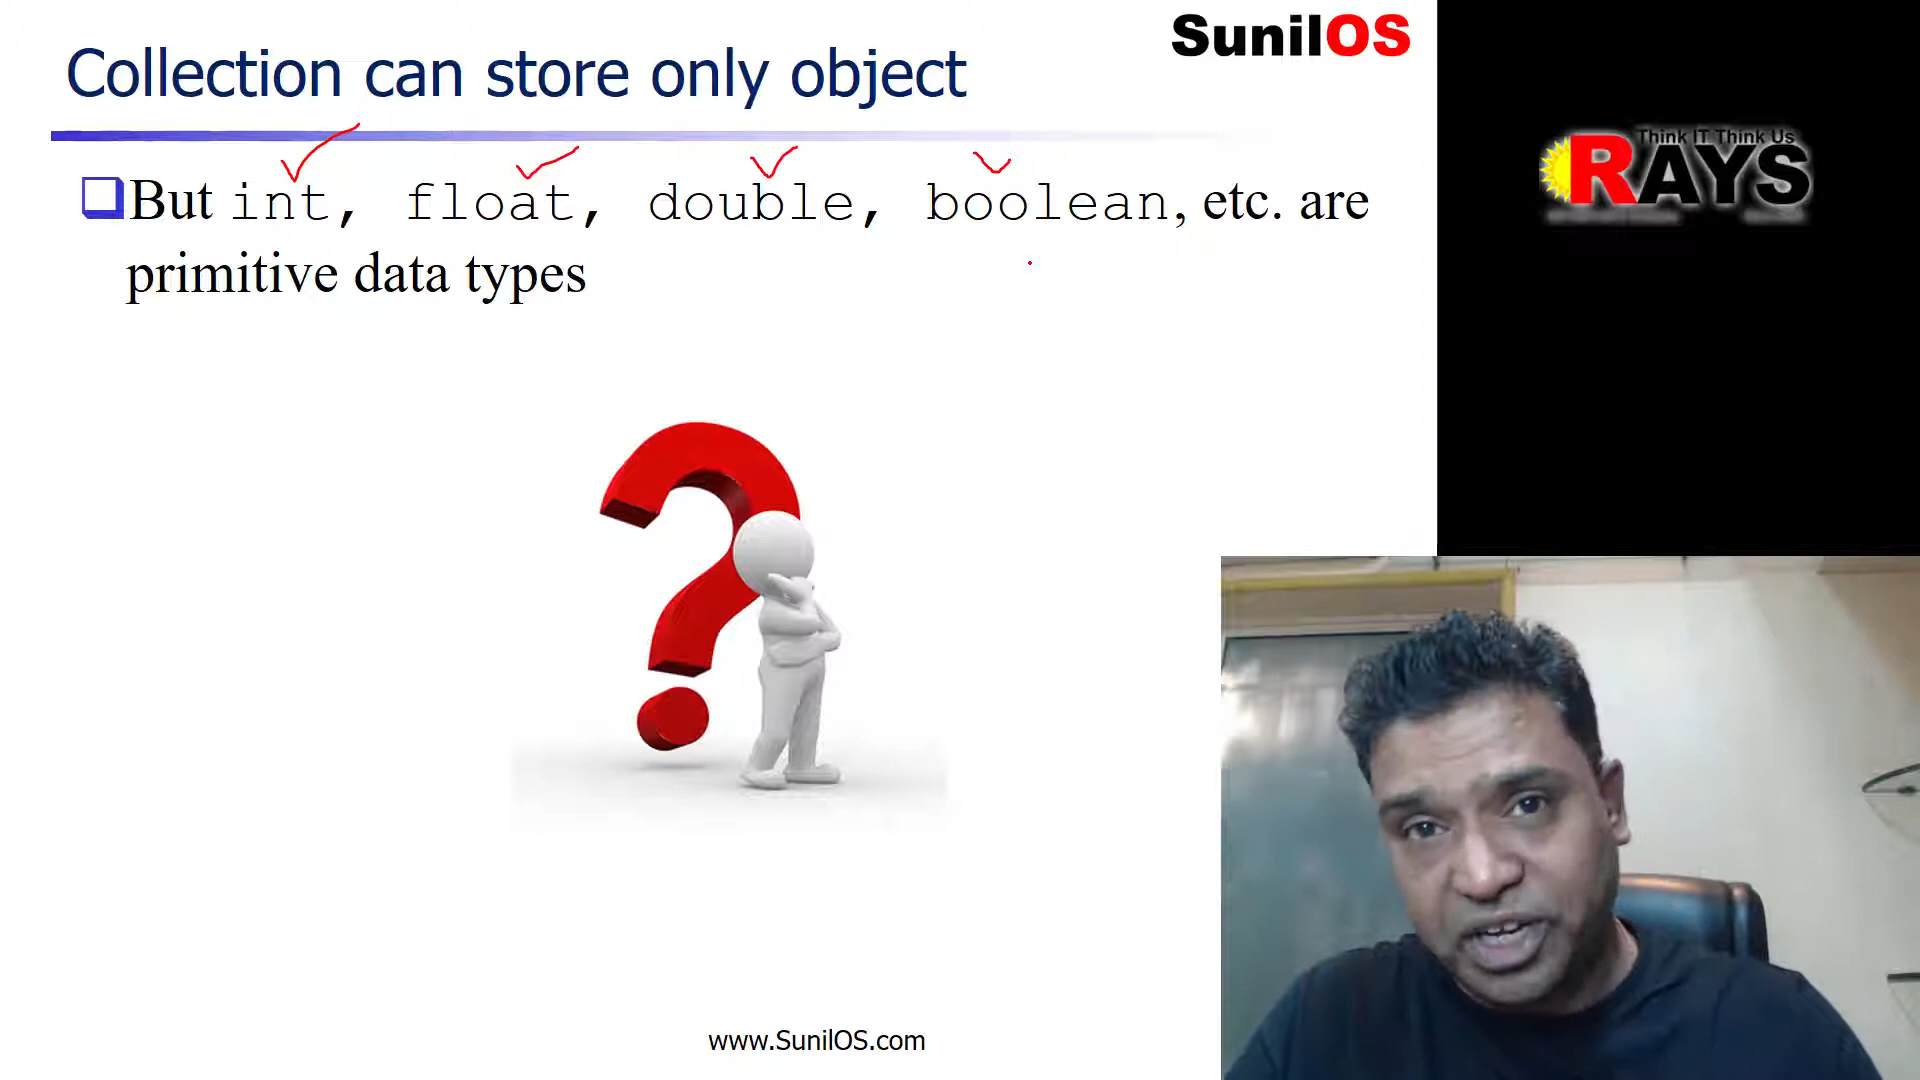 Collection can store only object
SunilOS
Think IT Think Us
RAYS
But int, float, double, boolean, etc. are
primitive data types
www.SunilOS.com